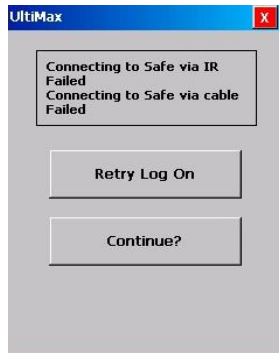 UltiMax
X
Connecting to Safe via IR
Failed
Connecting to Safe via cable
Failed
Retry Log On
Continue?